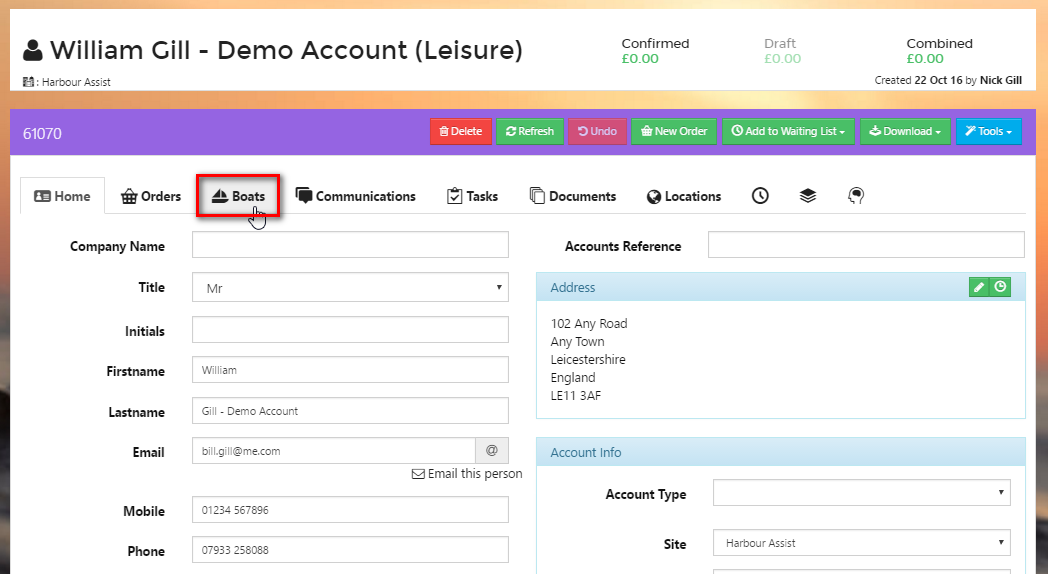 William Gill - Demo Account (Leisure)
: Harbour Assist
Confirmed
£0.00
Draft
£0.00
Combined
£0.00
Created 22 Oct 16 by Nick Gill
61070
Delete Refresh Undo New Order Add to Waiting List Download Tools
Home Orders Boats Communications Tasks Documents Locations
Company Name
Accounts Reference
Title Mr
Initials
Firstname William
Lastname Gill - Demo Account
Email bill.gill@me.com @
Email this person
Mobile 01234 567896
Phone 07933 258088
Address
102 Any Road
Any Town
Leicestershire
England
LE11 3AF
Account Info
Account Type
Site Harbour Assist